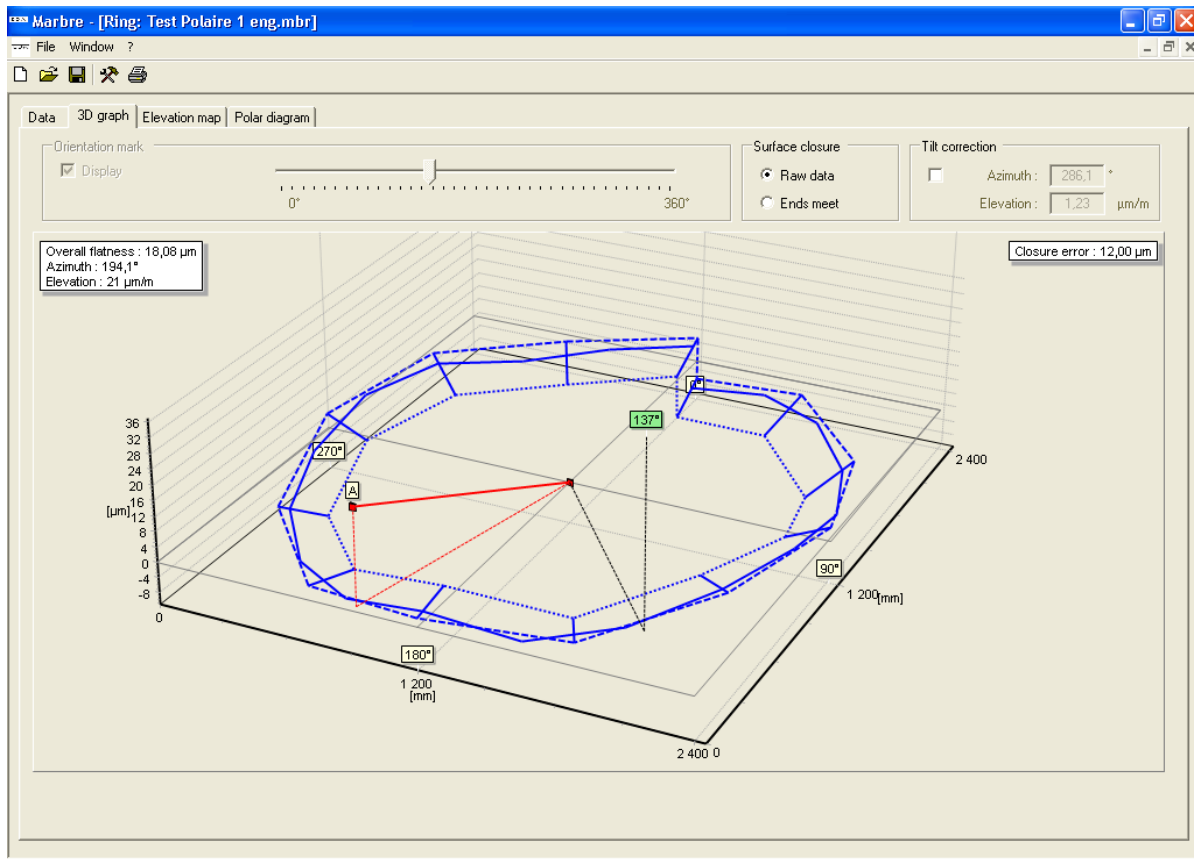 Marbre - [Ring: Test Polaire 1 eng.mbr]
File Window ?
Data 3D graph Elevation map Polar diagram
Orientation mark
Display
0° 360°
Surface closure
Raw data
Ends meet
Tilt correction
Azimuth : 286,1 °
Elevation : 1,23 µm/m
Overall flatness : 18,08 µm
Azimuth : 194,1°
Elevation : 21 µm/m
Closure error : 12,00 µm
0°
137°
270°
A
90°
180°
36
32
28
24
20
16
[µm] 12
8
4
0
-4
-8
0
1 200
[mm]
2 400
0
1 200 [mm]
2 400